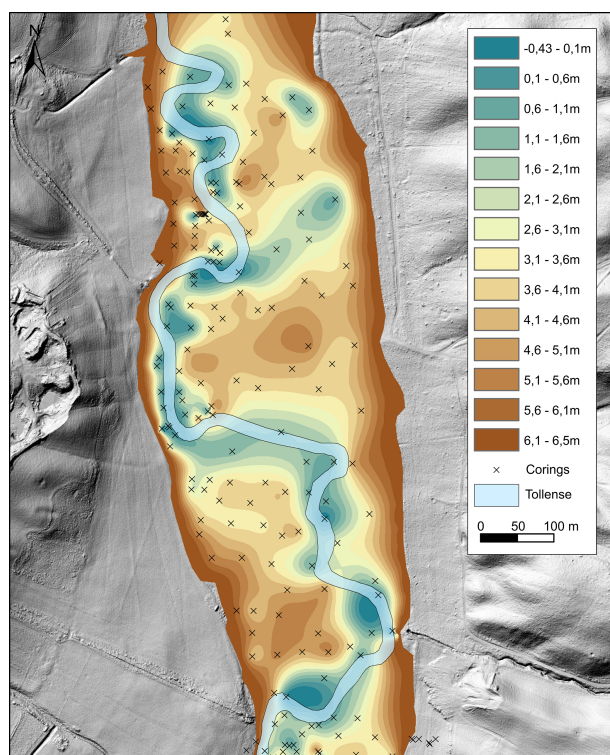 N
-0,43 - 0,1m
0,1 - 0,6m
0,6 - 1,1m
1,1 - 1,6m
1,6 - 2,1m
2,1 - 2,6m
2,6 - 3,1m
3,1 - 3,6m
3,6 - 4,1m
4,1 - 4,6m
4,6 - 5,1m
5,1 - 5,6m
5,6 - 6,1m
6,1 - 6,5m
Corings
Tollense
0 50 100 m